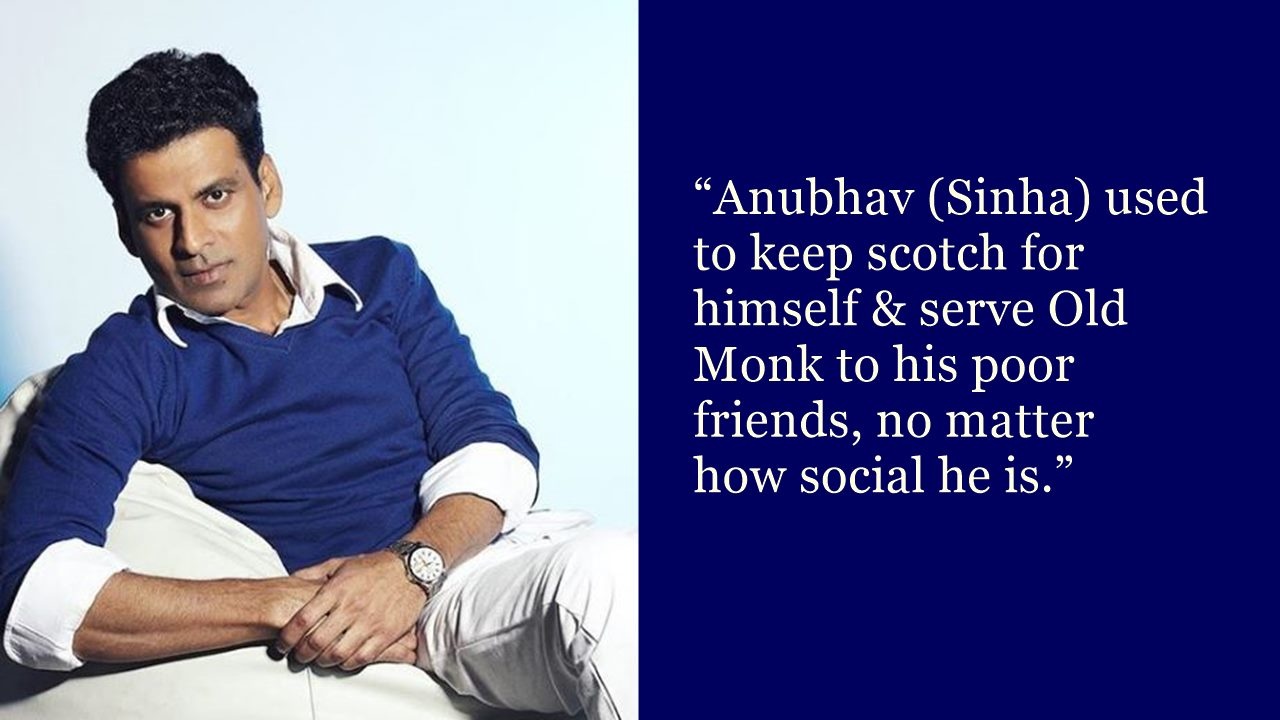 “Anubhav (Sinha) used
to keep scotch for
himself & serve Old
Monk to his poor
friends, no matter
how social he is.”